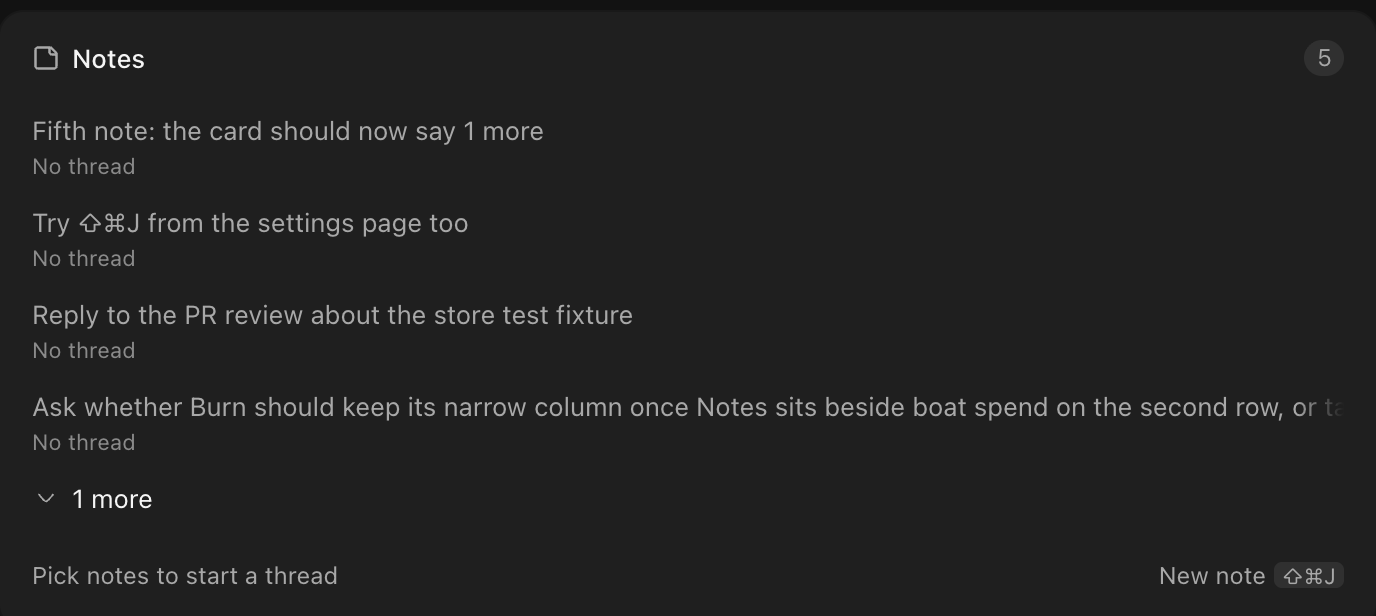 Notes
5
Fifth note: the card should now say 1 more
No thread
Try ⇧⌘J from the settings page too
No thread
Reply to the PR review about the store test fixture
No thread
Ask whether Burn should keep its narrow column once Notes sits beside boat spend on the second row, or
No thread
1 more
Pick notes to start a thread
New note ⇧⌘J